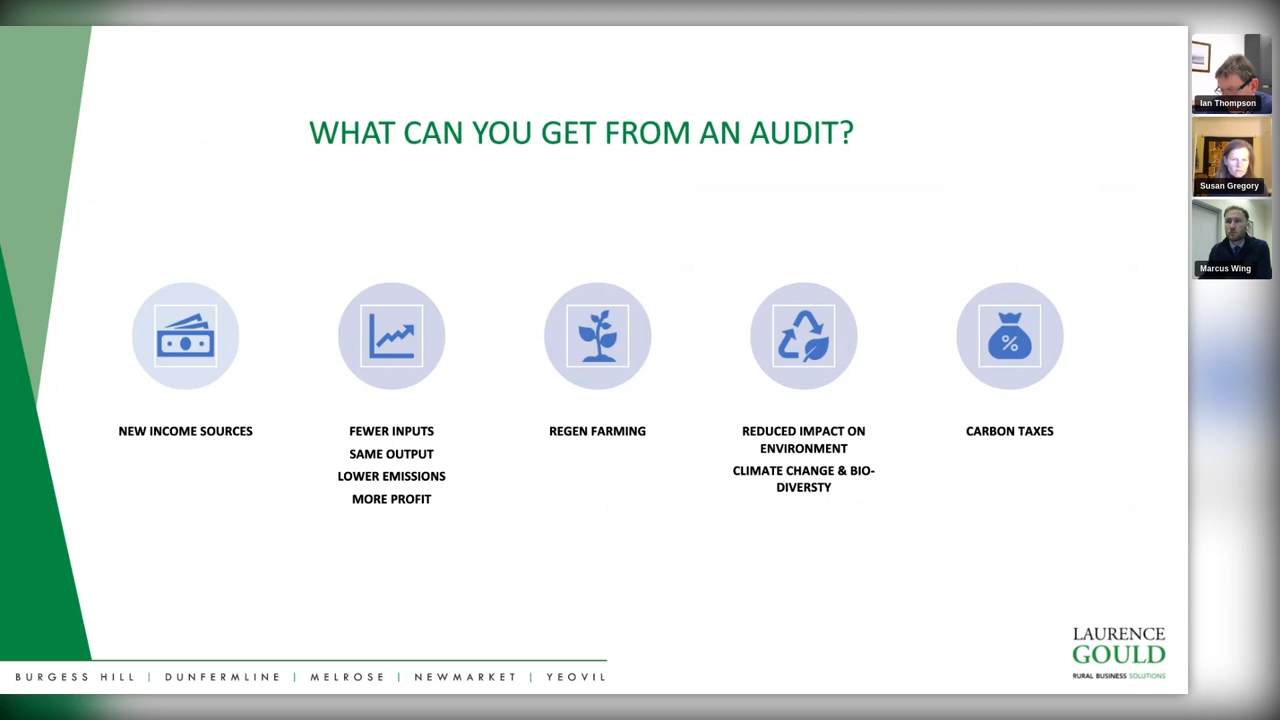 WHAT CAN YOU GET FROM AN AUDIT?
NEW INCOME SOURCES
FEWER INPUTS
SAME OUTPUT
LOWER EMISSIONS
MORE PROFIT
REGEN FARMING
REDUCED IMPACT ON
ENVIRONMENT
CLIMATE CHANGE & BIO-
DIVERSTY
%
CARBON TAXES
BURGESS HILL | DUNFERMLINE | MELROSE | NEWMARKET | YEOVIL
LAURENCE
GOULD
RURAL BUSINESS SOLUTIONS
Ian Thompson
Susan Gregory
Marcus Wing